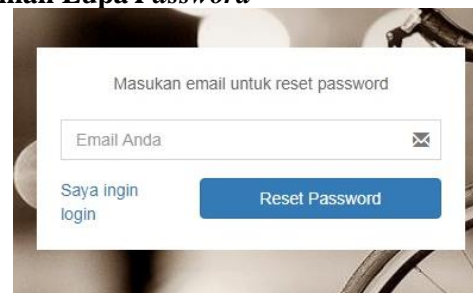 Lupa Password
Masukan email untuk reset password
Email Anda
Saya ingin
login
Reset Password